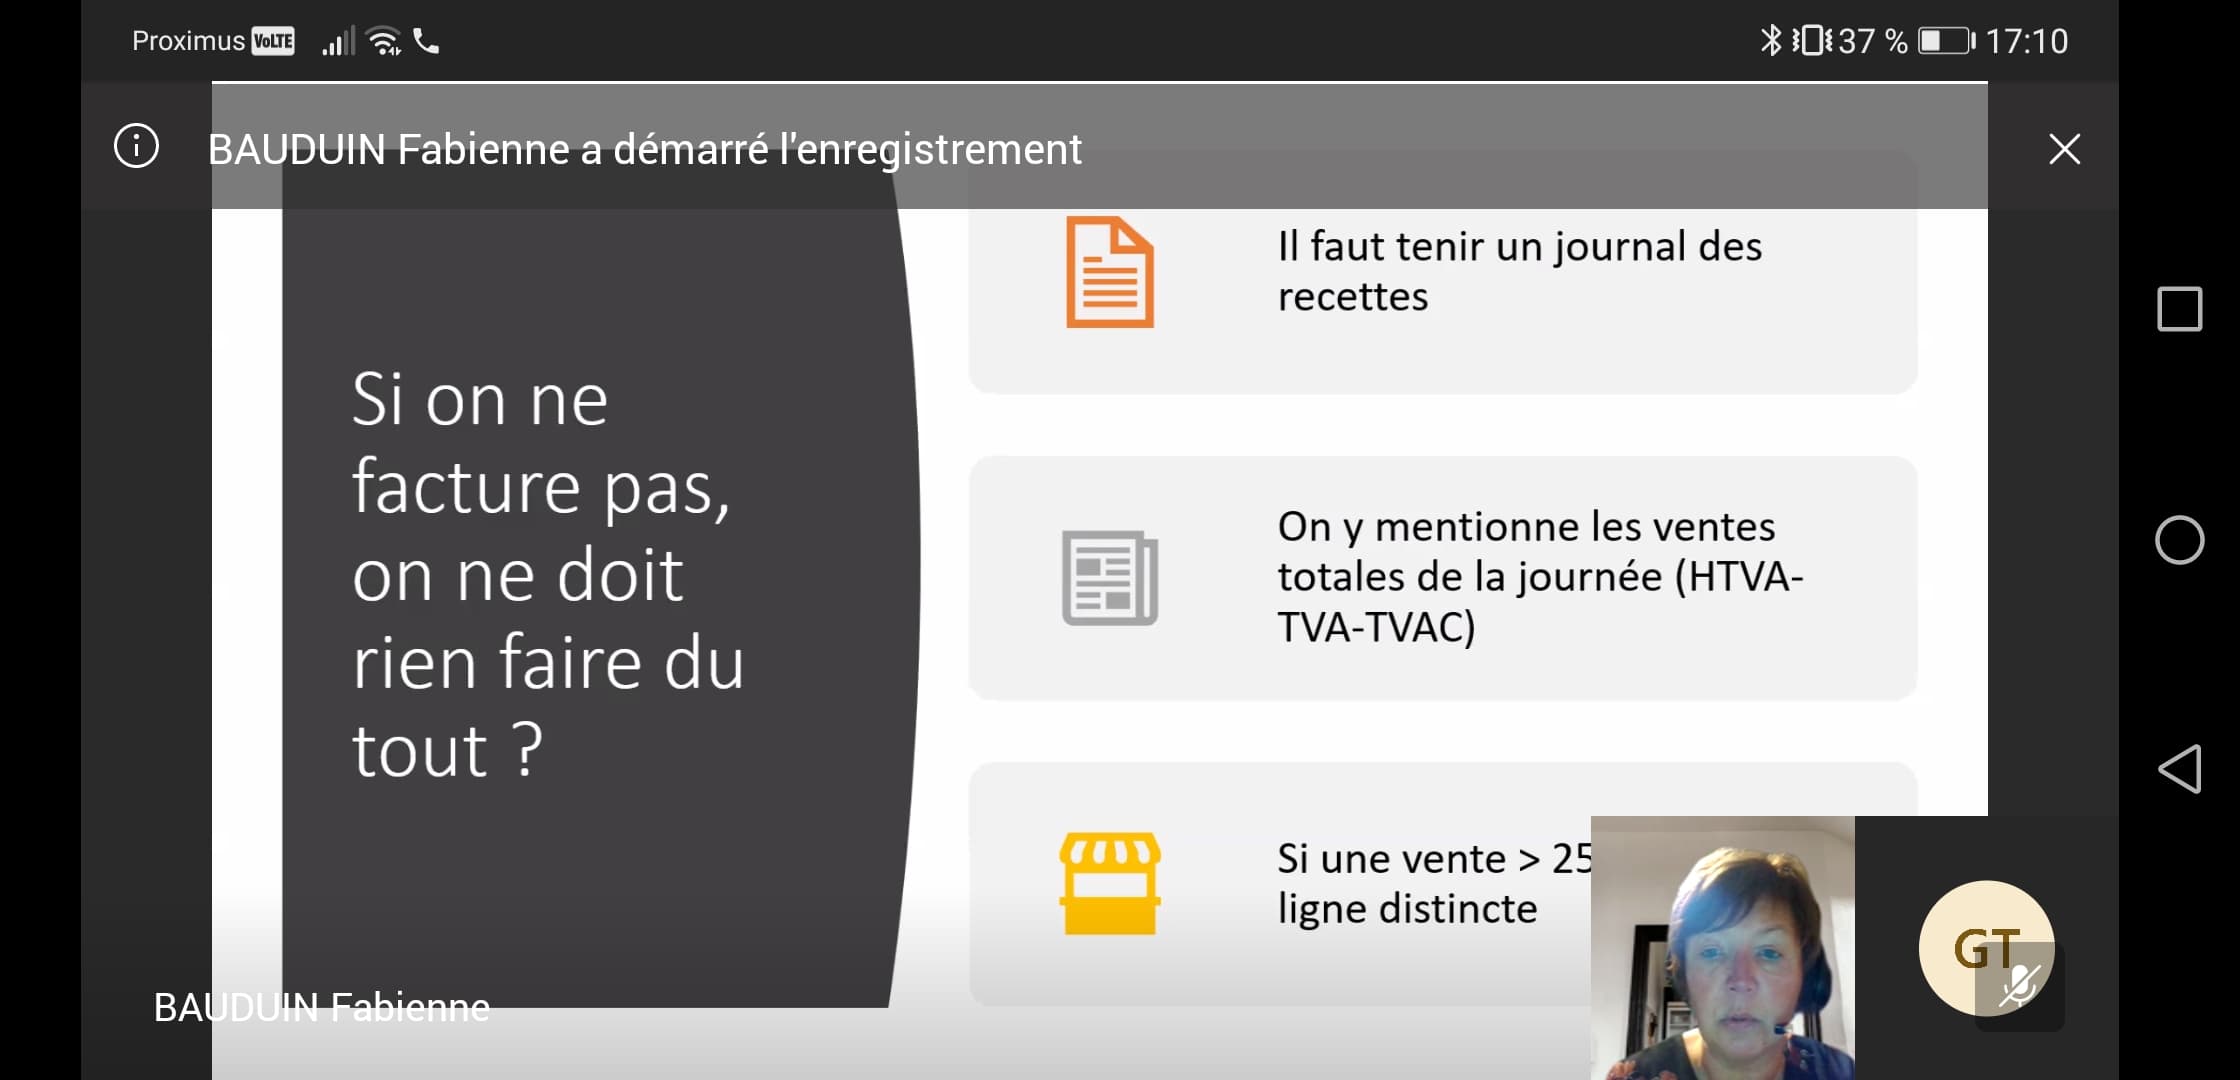 Proximus VoLTE 37 % 17:10
BAUDUIN Fabienne a démarré l'enregistrement
Si on ne
facture pas,
on ne doit
rien faire du
tout ?
Il faut tenir un journal des
recettes
On y mentionne les ventes
totales de la journée (HTVA-
TVA-TVAC)
Si une vente > 25
ligne distincte
BAUDUIN Fabienne
GT